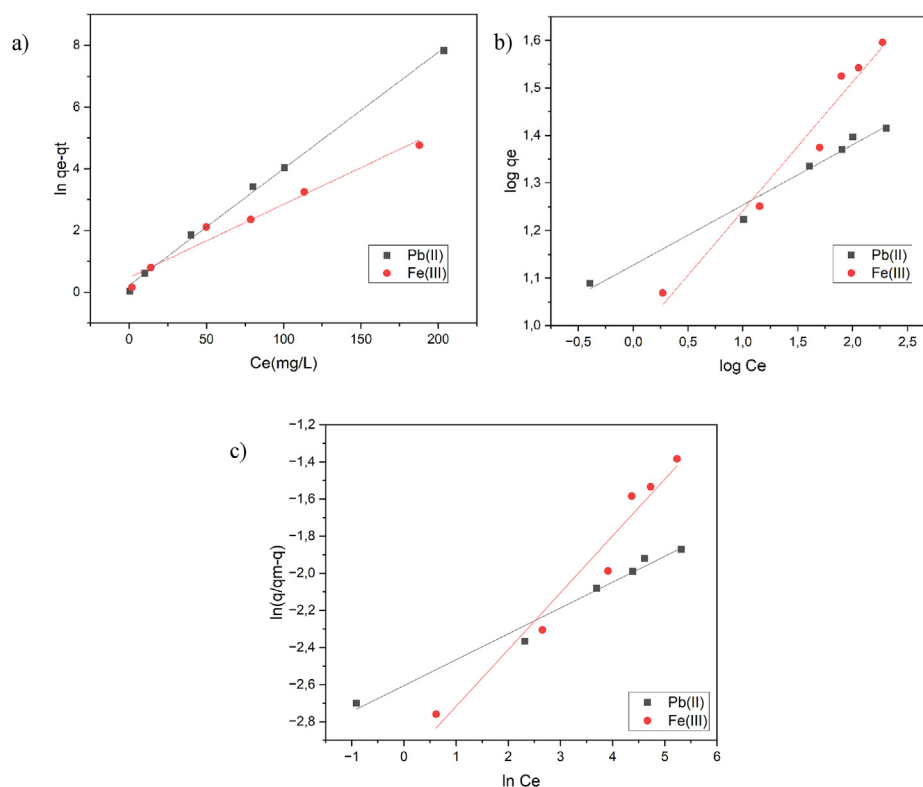 a)
8
6
4
2
0
ln qe-qt
0
50
100
150
200
Ce(mg/L)
Pb(II)
Fe(III)
b)
1,6
1,5
1,4
1,3
1,2
1,1
1,0
log qe
−0,5
0,0
0,5
1,0
1,5
2,0
2,5
log Ce
Pb(II)
Fe(III)
c)
−1,2
−1,4
−1,6
−1,8
−2,0
−2,2
−2,4
−2,6
−2,8
ln(q/qm-q)
−1
0
1
2
3
4
5
6
ln Ce
Pb(II)
Fe(III)